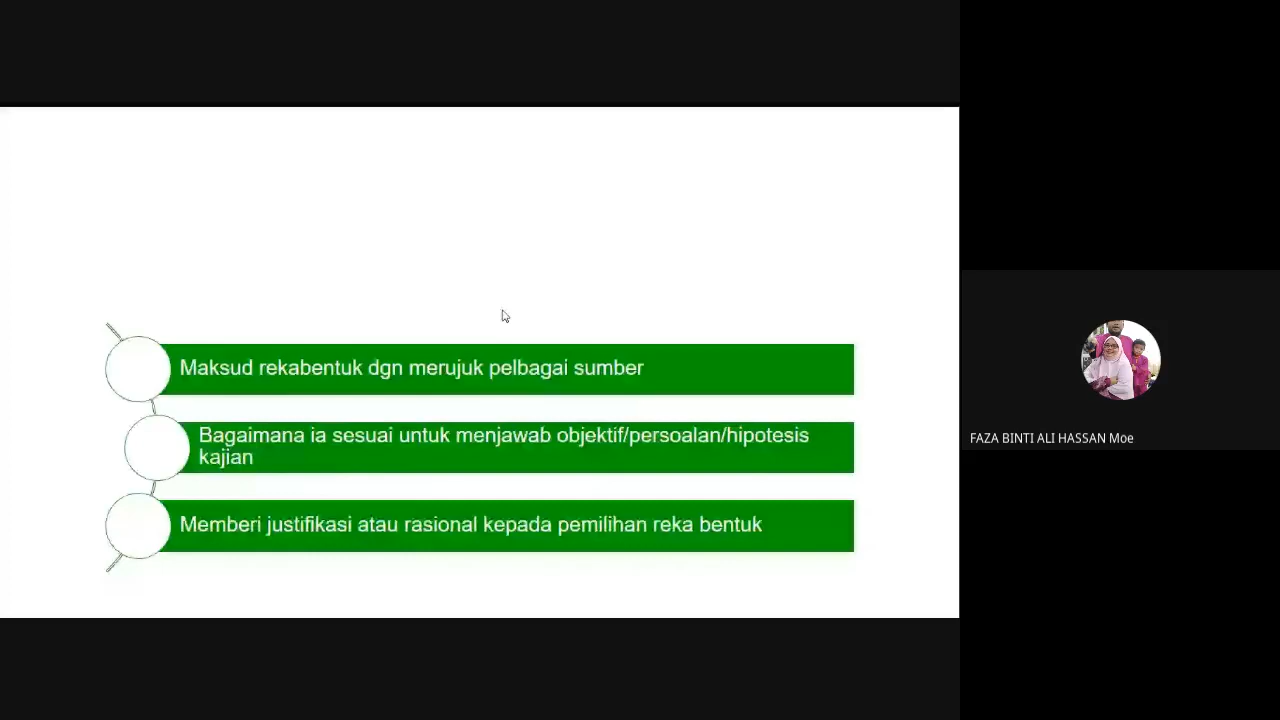 Maksud rekabentuk dgn merujuk pelbagai sumber
Bagaimana ia sesuai untuk menjawab objektif/persoalan/hipotesis
kajian
Memberi justifikasi atau rasional kepada pemilihan reka bentuk
FAZA BINTI ALI HASSAN Moe